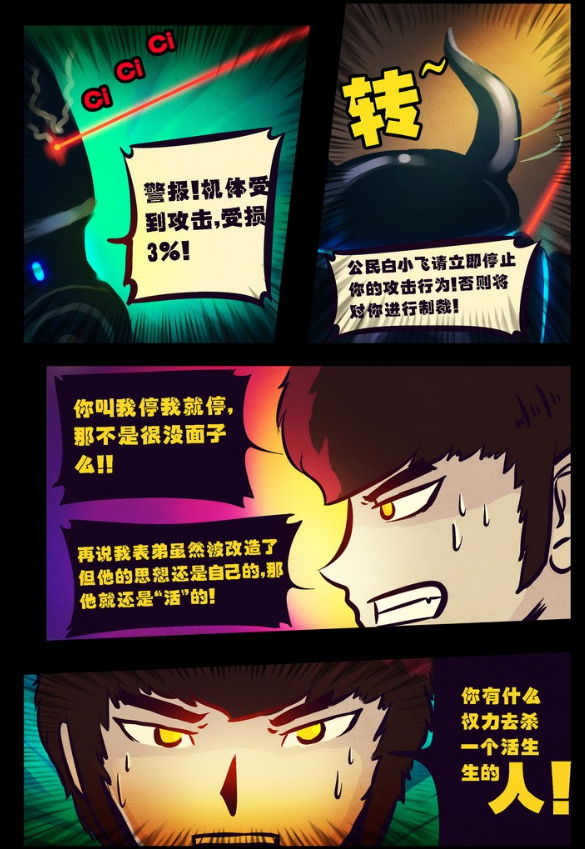 Ci Ci Ci
警报!机体受
到攻击,受损
3%!
转~
公民白小飞请立即停止
你的攻击行为!否则将
对你进行制裁!
你叫我停我就停,
那不是很没面子
么!!
再说我表弟虽然被改造了
但他的思想还是自己的,那
他就还是“活”的!
你有什么
权力去杀
一个活生
生的人!